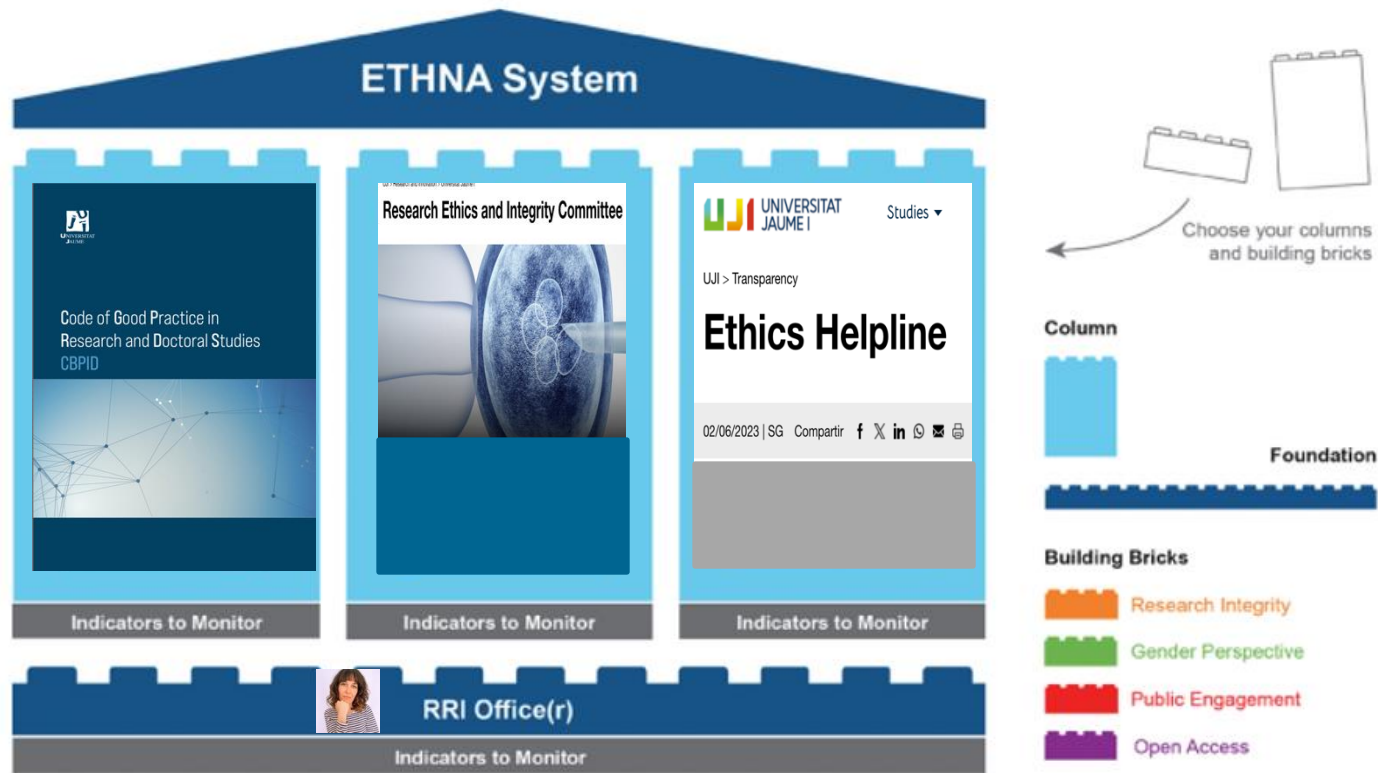 ETHNA System
UNIVERSITAT
JAUME I
Code of Good Practice in
Research and Doctoral Studies
CBPID
Indicators to Monitor
Research Ethics and Integrity Committee
Indicators to Monitor
UJI UNIVERSITAT
JAUME I
Studies
UJI > Transparency
Ethics Helpline
02/06/2023 | SG Compartir
Indicators to Monitor
RRI Office(r)
Indicators to Monitor
Choose your columns
and building bricks
Column
Foundation
Building Bricks
Research Integrity
Gender Perspective
Public Engagement
Open Access